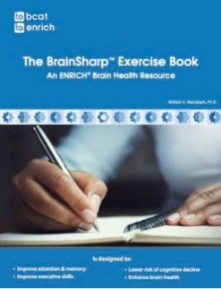 bcat
enrich
The BrainSharp™ Exercise Book
An ENRICH® Brain Health Resource
William E. Mansbach, Ph.D.
Is designed to:
• Improve attention & memory
• Lower risk of cognitive decline
• Improve executive skills
• Enhance brain health